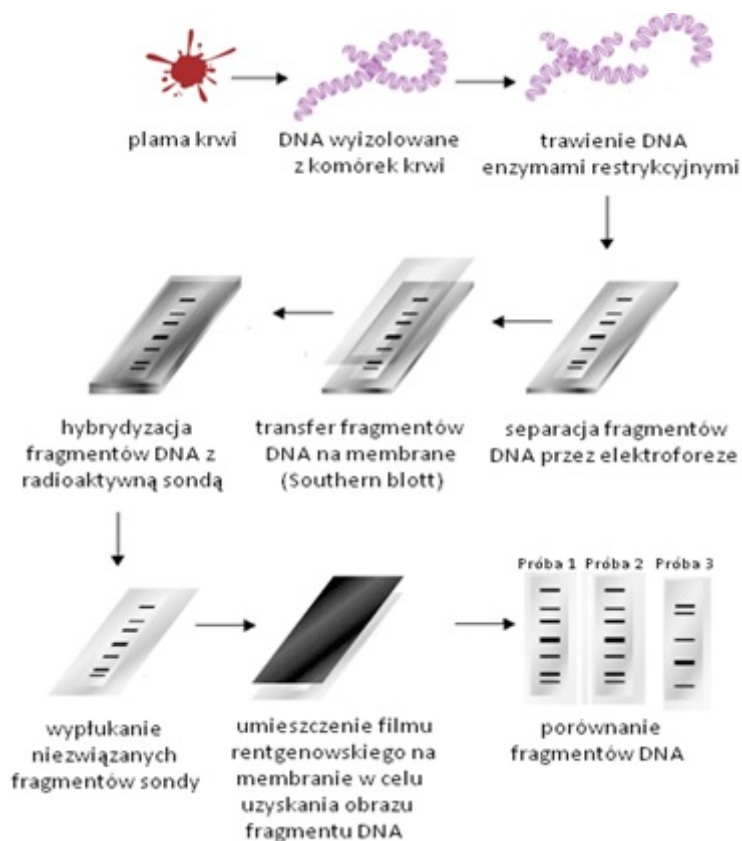 plama krwi
DNA wyizolowane
z komórek krwi
trawienie DNA
enzymami restrykcyjnymi
separacja fragmentów
DNA przez elektroforeze
transfer fragmentów
DNA na membrane
(Southern blott)
hybrydyzacja
fragmentów DNA z
radioaktywną sondą
wypłukanie
niezwiązanych
fragmentów sondy
umieszczenie filmu
rentgenowskiego na
membranie w celu
uzyskania obrazu
fragmentu DNA
Próba 1 Próba 2 Próba 3
porównanie
fragmentów DNA